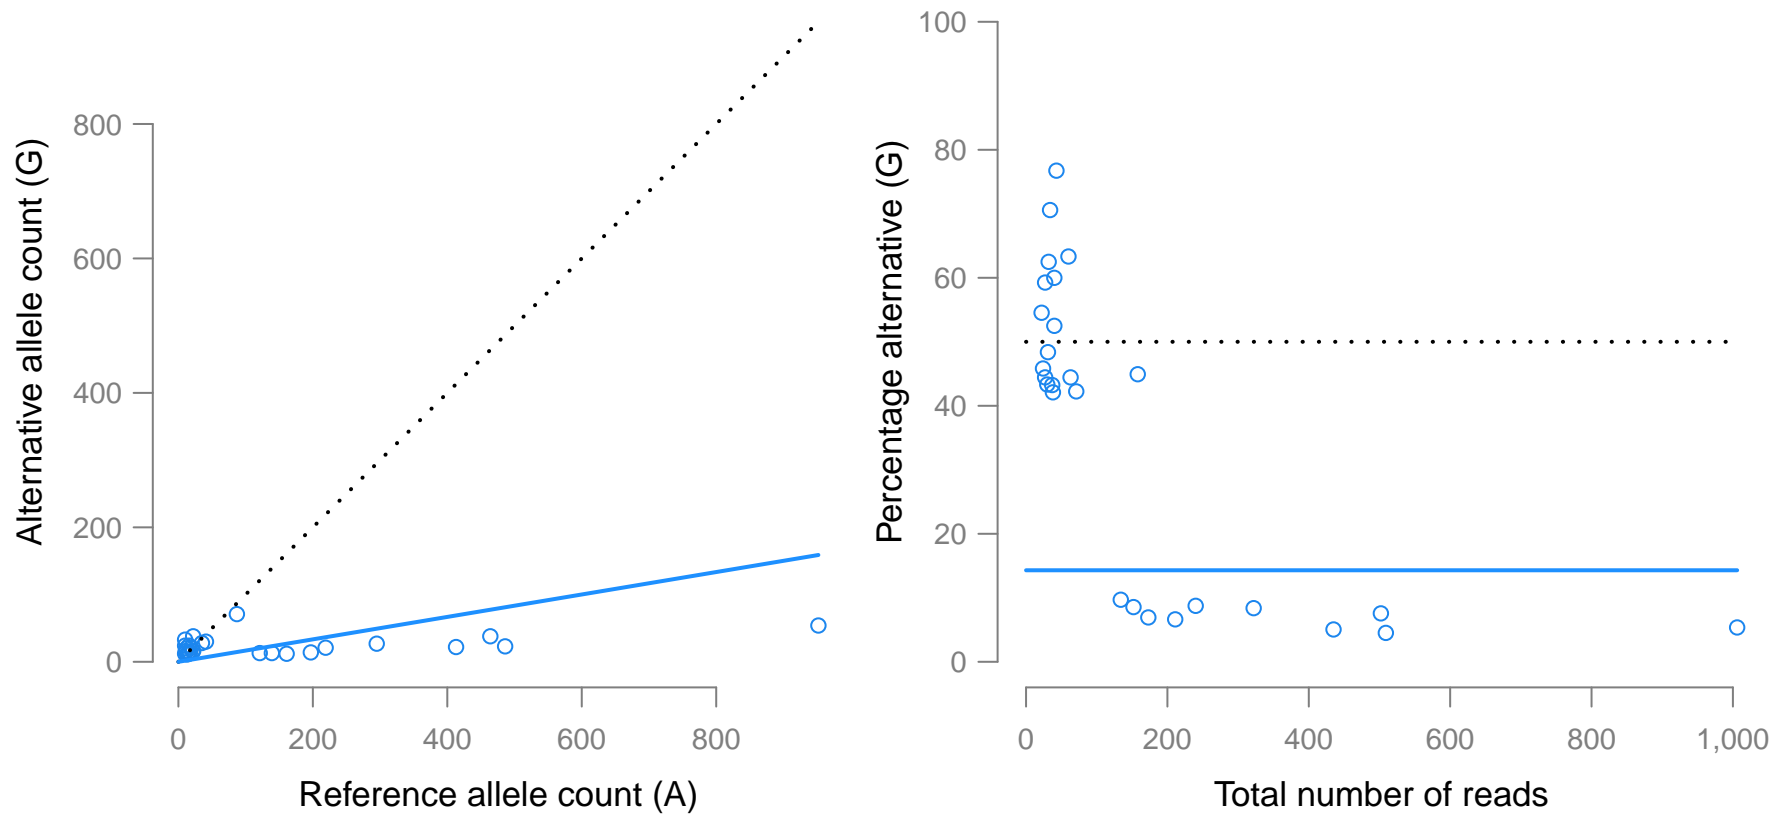 Alternative allele count (G)
800
600
400
200
0
0 200 400 600 800
Reference allele count (A)
Percentage alternative (G)
100
80
60
40
20
0
0 200 400 600 800 1,000
Total number of reads